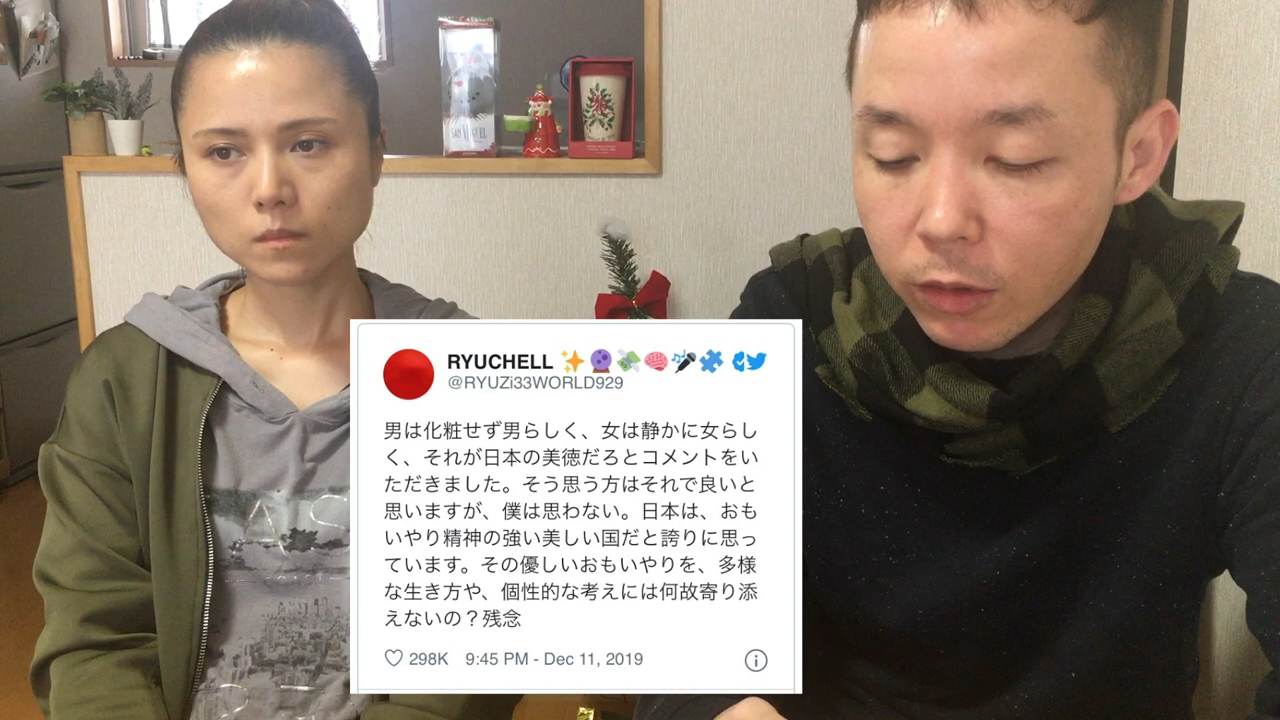 RYUCHELL ✨🔮💸🧠🎤🧩
@RYUZi33WORLD929
男は化粧せず男らしく、女は静かに女らし
く、それが日本の美徳だろとコメントをい
ただきました。そう思う方はそれで良いと
思いますが、僕は思わない。日本は、おも
いやり精神の強い美しい国だと誇りに思っ
ています。その優しいおもいやりを、多様
な生き方や、個性的な考えには何故寄り添
えないの？残念
298K 9:45 PM - Dec 11, 2019